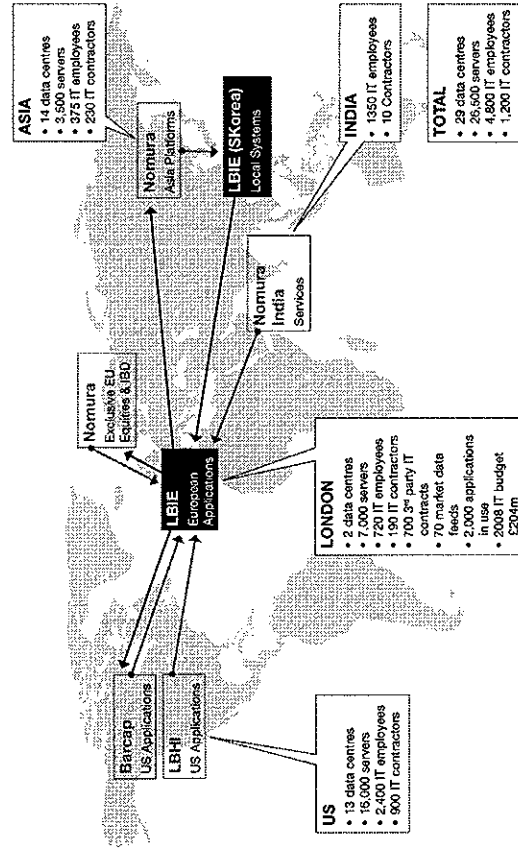 Barcap
US Applications
LBHI
US Applications
US
• 13 data centres
• 16,000 servers
• 2,400 IT employees
• 900 IT contractors
Nomura
Exclusive EU
Equities & IBD
LBIE
European
Applications
LONDON
• 2 data centres
• 7,000 servers
• 720 IT employees
• 190 IT contractors
• 700 3rd party IT
contracts
• 70 market data
feeds
• 2,000 applications
in use
• 2008 IT budget
£204m
ASIA
• 14 data centres
• 3,500 servers
• 375 IT employees
• 230 IT contractors
Nomura
Asia Platforms
LBIE (SKorea)
Local Systems
Nomura
India
Services
INDIA
• 1350 IT employees
• 10 Contractors
TOTAL
• 29 data centres
• 26,500 servers
• 4,800 IT employees
• 1,200 IT contractors